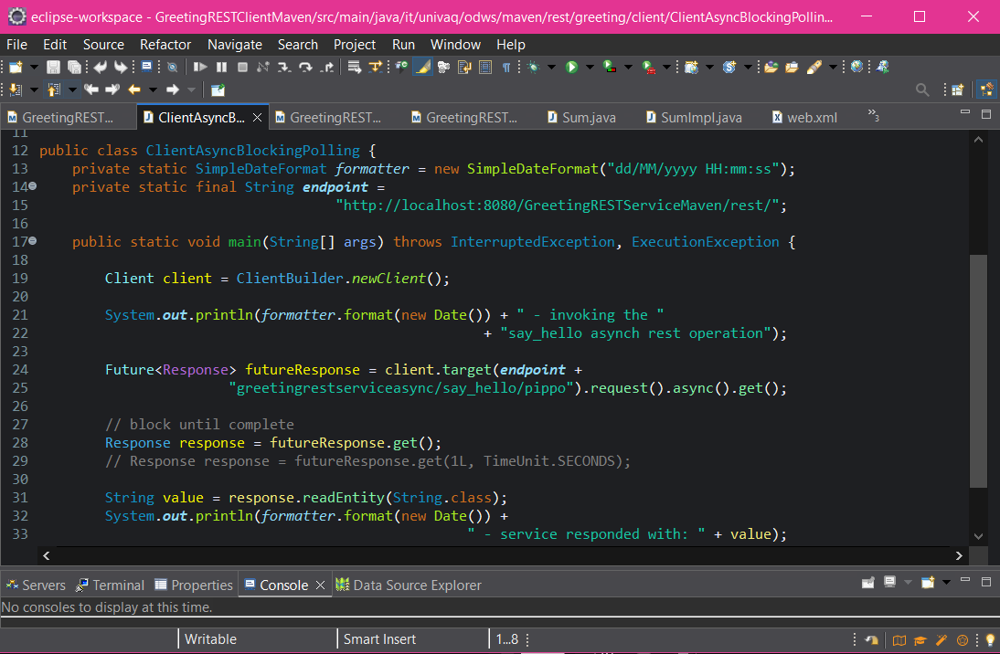 eclipse-workspace - GreetingRESTClientMaven/src/main/java/it/univaq/odws/maven/rest/greeting/client/ClientAsyncBlockingPollin...
File Edit Source Refactor Navigate Search Project Run Window Help
GreetingREST... ClientAsyncB... GreetingREST... GreetingREST... Sum.java SumImpl.java web.xml »3
11
12 public class ClientAsyncBlockingPolling {
13 private static SimpleDateFormat formatter = new SimpleDateFormat("dd/MM/yyyy HH:mm:ss");
14 private static final String endpoint =
15 "http://localhost:8080/GreetingRESTServiceMaven/rest/";
16
17 public static void main(String[] args) throws InterruptedException, ExecutionException {
18
19 Client client = ClientBuilder.newClient();
20
21 System.out.println(formatter.format(new Date()) + " - invoking the "
22 + "say_hello asynch rest operation");
23
24 Future<Response> futureResponse = client.target(endpoint +
25 "greetingrestserviceasync/say_hello/pippo").request().async().get();
26
27 // block until complete
28 Response response = futureResponse.get();
29 // Response response = futureResponse.get(1L, TimeUnit.SECONDS);
30
31 String value = response.readEntity(String.class);
32 System.out.println(formatter.format(new Date()) +
33 " - service responded with: " + value);
Servers Terminal Properties Console Data Source Explorer
No consoles to display at this time.
Writable Smart Insert 1...8